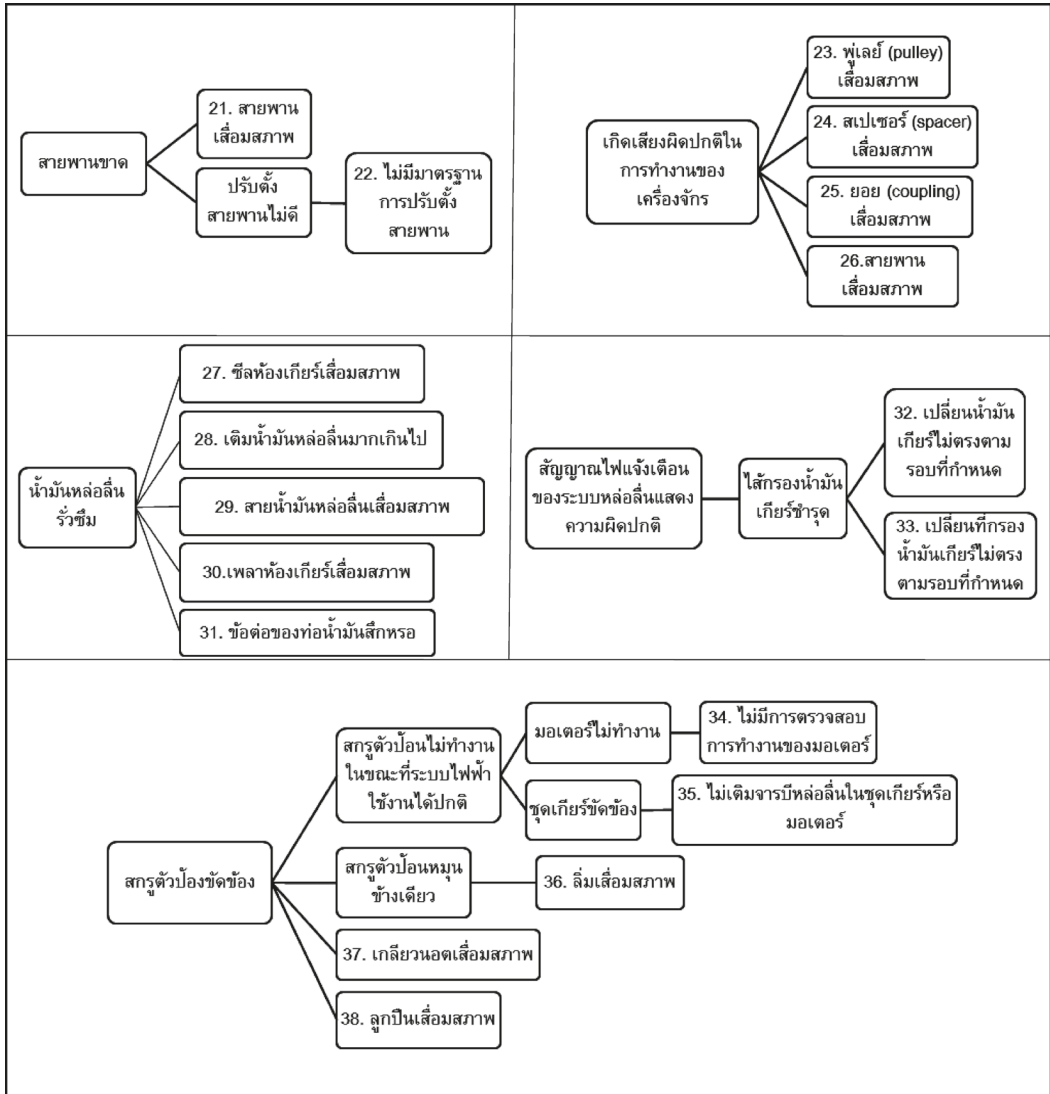 สายพานขาด
21. สายพาน
เสื่อมสภาพ
ปรับตั้ง
สายพานไม่ดี
22. ไม่มีมาตรฐาน
การปรับตั้ง
สายพาน
เกิดเสียงผิดปกติใน
การทำงานของ
เครื่องจักร
23. พู่เลย์ (pulley)
เสื่อมสภาพ
24. สเปเซอร์ (spacer)
เสื่อมสภาพ
25. ยอย (coupling)
เสื่อมสภาพ
26.สายพาน
เสื่อมสภาพ
น้ำมันหล่อลื่น
รั่วซึม
27. ซีลห้องเกียร์เสื่อมสภาพ
28. เติมน้ำมันหล่อลื่นมากเกินไป
29. สายน้ำมันหล่อลื่นเสื่อมสภาพ
30.เพลาห้องเกียร์เสื่อมสภาพ
31. ข้อต่อของท่อน้ำมันสึกหรอ
สัญญาณไฟแจ้งเตือน
ของระบบหล่อลื่นแสดง
ความผิดปกติ
ไส้กรองน้ำมัน
เกียร์ชำรุด
32. เปลี่ยนน้ำมัน
เกียร์ไม่ตรงตาม
รอบที่กำหนด
33. เปลี่ยนที่กรอง
น้ำมันเกียร์ไม่ตรง
ตามรอบที่กำหนด
สกรูตัวป้องขัดข้อง
สกรูตัวป้อนไม่ทำงาน
ในขณะที่ระบบไฟฟ้า
ใช้งานได้ปกติ
มอเตอร์ไม่ทำงาน
34. ไม่มีการตรวจสอบ
การทำงานของมอเตอร์
ชุดเกียร์ขัดข้อง
35. ไม่เติมจารบีหล่อลื่นในชุดเกียร์หรือ
มอเตอร์
สกรูตัวป้อนหมุน
ข้างเดียว
36. ลิ่มเสื่อมสภาพ
37. เกลียวนอตเสื่อมสภาพ
38. ลูกปืนเสื่อมสภาพ